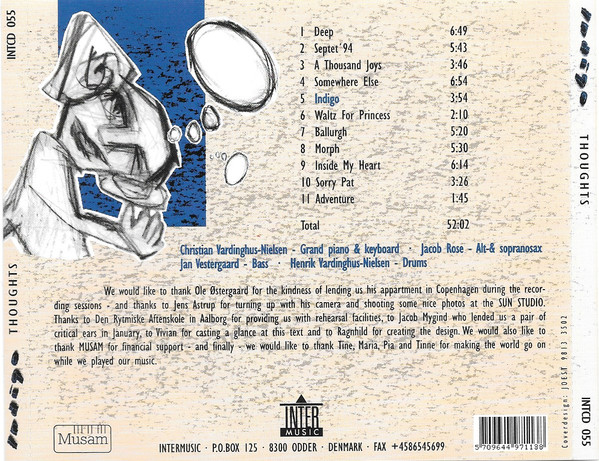 INTCD 055
1 Deep 6:49
2 Septet'94 5:43
3 A Thousand Joys 3:46
4 Somewhere Else 6:54
5 Indigo 3:54
6 Waltz For Princess 2:10
7 Ballurgh 5:20
8 Morph 5:30
9 Inside My Heart 6:14
10 Sorry Pat 3:26
11 Adventure 1:45
Total 52:02
Christian Vardinghus-Nielsen - Grand piano & keyboard · Jacob Rose - Alt-& sopranosax
Jan Vestergaard - Bass · Henrik Vardinghus-Nielsen - Drums
We would like to thank Ole Østergaard for the kindness of lending us his appartment in Copenhagen during the recor-
ding sessions - and thanks to Jens Astrup for turning up with his camera and shooting some nice photos at the SUN STUDIO.
Thanks to Den Rytmiske Aftenskole in Aalborg for providing us with rehearsal facilities, to Jacob Mygind who lended us a pair of
critical ears in January, to Vivian for casting a glance at this text and to Ragnhild for creating the design. We would also like to
thank MUSAM for financial support - and finally - we would like to thank Tine, Maria, Pia and Tinne for making the world go on
while we played our music.
Musam
INTER
MUSIC
INTERMUSIC · P.O.BOX 125 · 8300 ODDER · DENMARK · FAX +4586545699
5 709644 971138
Coverdesign: JOESK 9813 3502
THOUGHTS
THOUGHTS
INTCD 055